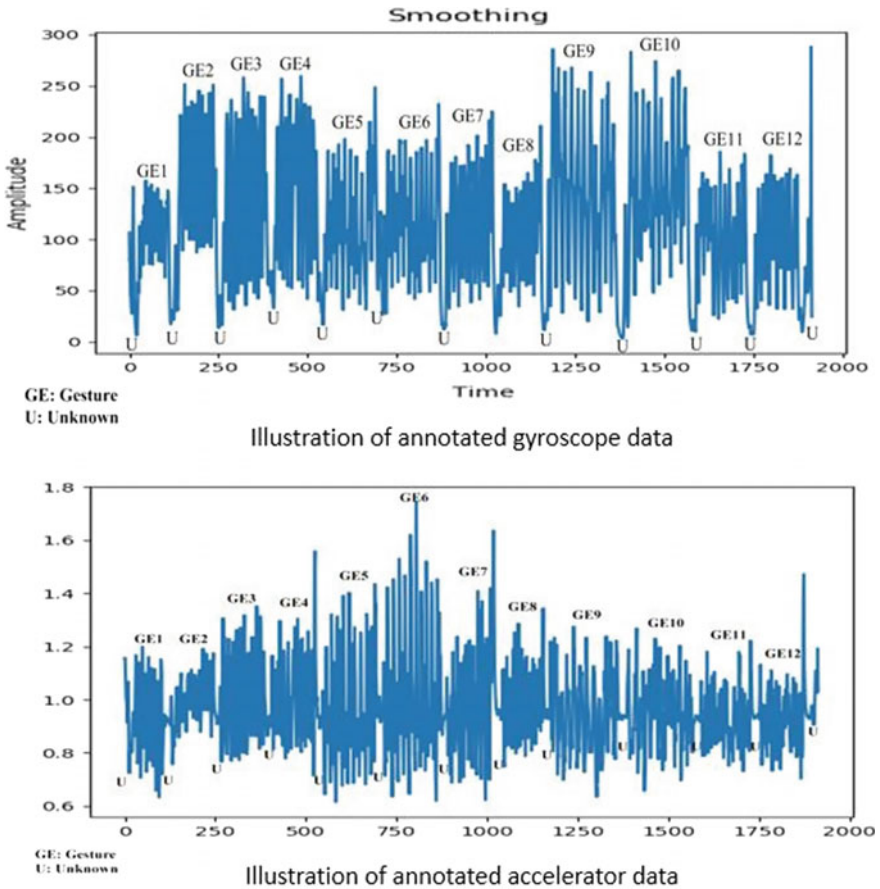 Smoothing
300
250
200
150
100
50
0
Amplitude
GE1
GE2
GE3
GE4
GE5
GE6
GE7
GE8
GE9
GE10
GE11
GE12
U
U
U
U
U
U
U
U
U
U
U
U
0 250 500 750 1000 1250 1500 1750 2000
Time
GE: Gesture
U: Unknown
Illustration of annotated gyroscope data
1.8
1.6
1.4
1.2
1.0
0.8
0.6
GE1
GE2
GE3
GE4
GE5
GE6
GE7
GE8
GE9
GE10
GE11
GE12
U
U
U
U
U
U
U
U
U
U
U
U
U
0 250 500 750 1000 1250 1500 1750 2000
GE: Gesture
U: Unknown
Illustration of annotated accelerator data